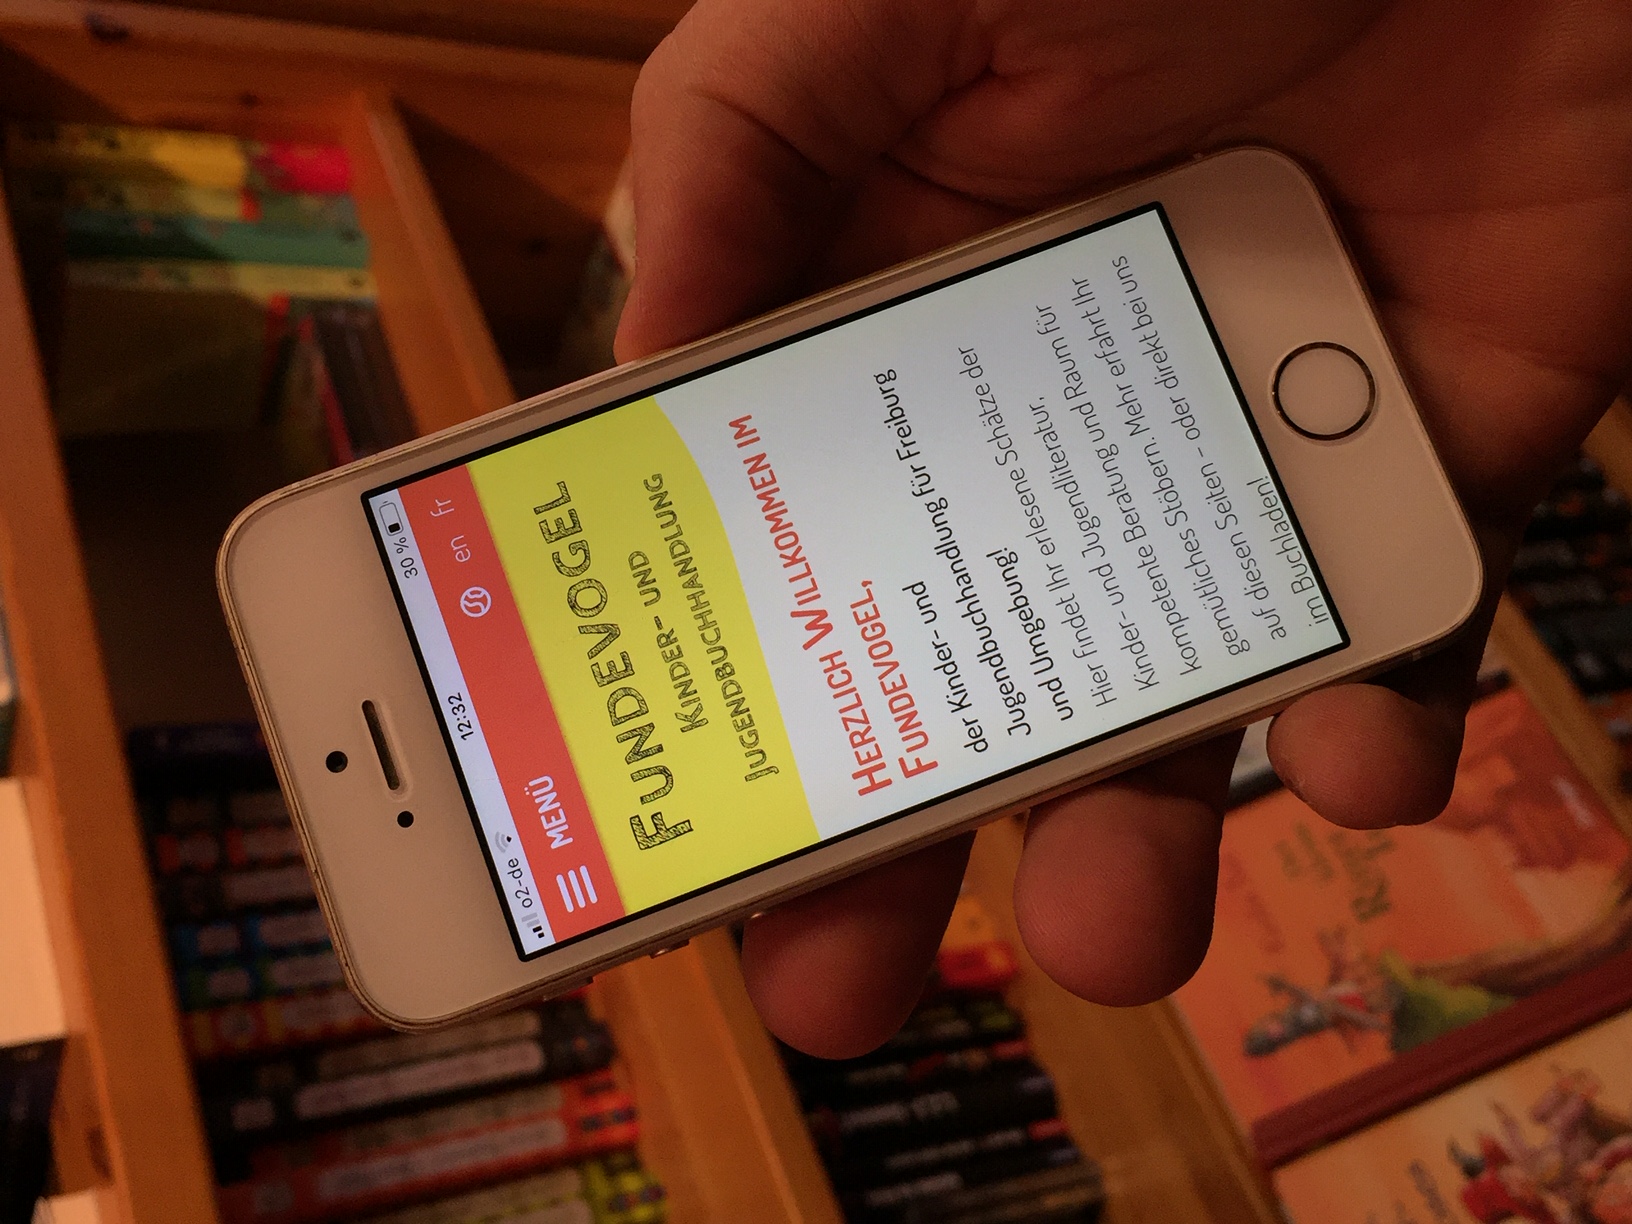 o2-de 12:32 30 %
MENÜ en fr
FUNDEVOGEL
KINDER- UND
JUGENDBUCHHANDLUNG
HERZLICH WILLKOMMEN IM
FUNDEVOGEL,
der Kinder- und
Jugendbuchhandlung für Freiburg
und Umgebung!
Hier findet Ihr erlesene Schätze der
Kinder- und Jugendliteratur,
kompetente Beratung und Raum für
gemütliches Stöbern. Mehr erfahrt Ihr
auf diesen Seiten – oder direkt bei uns
im Buchladen!